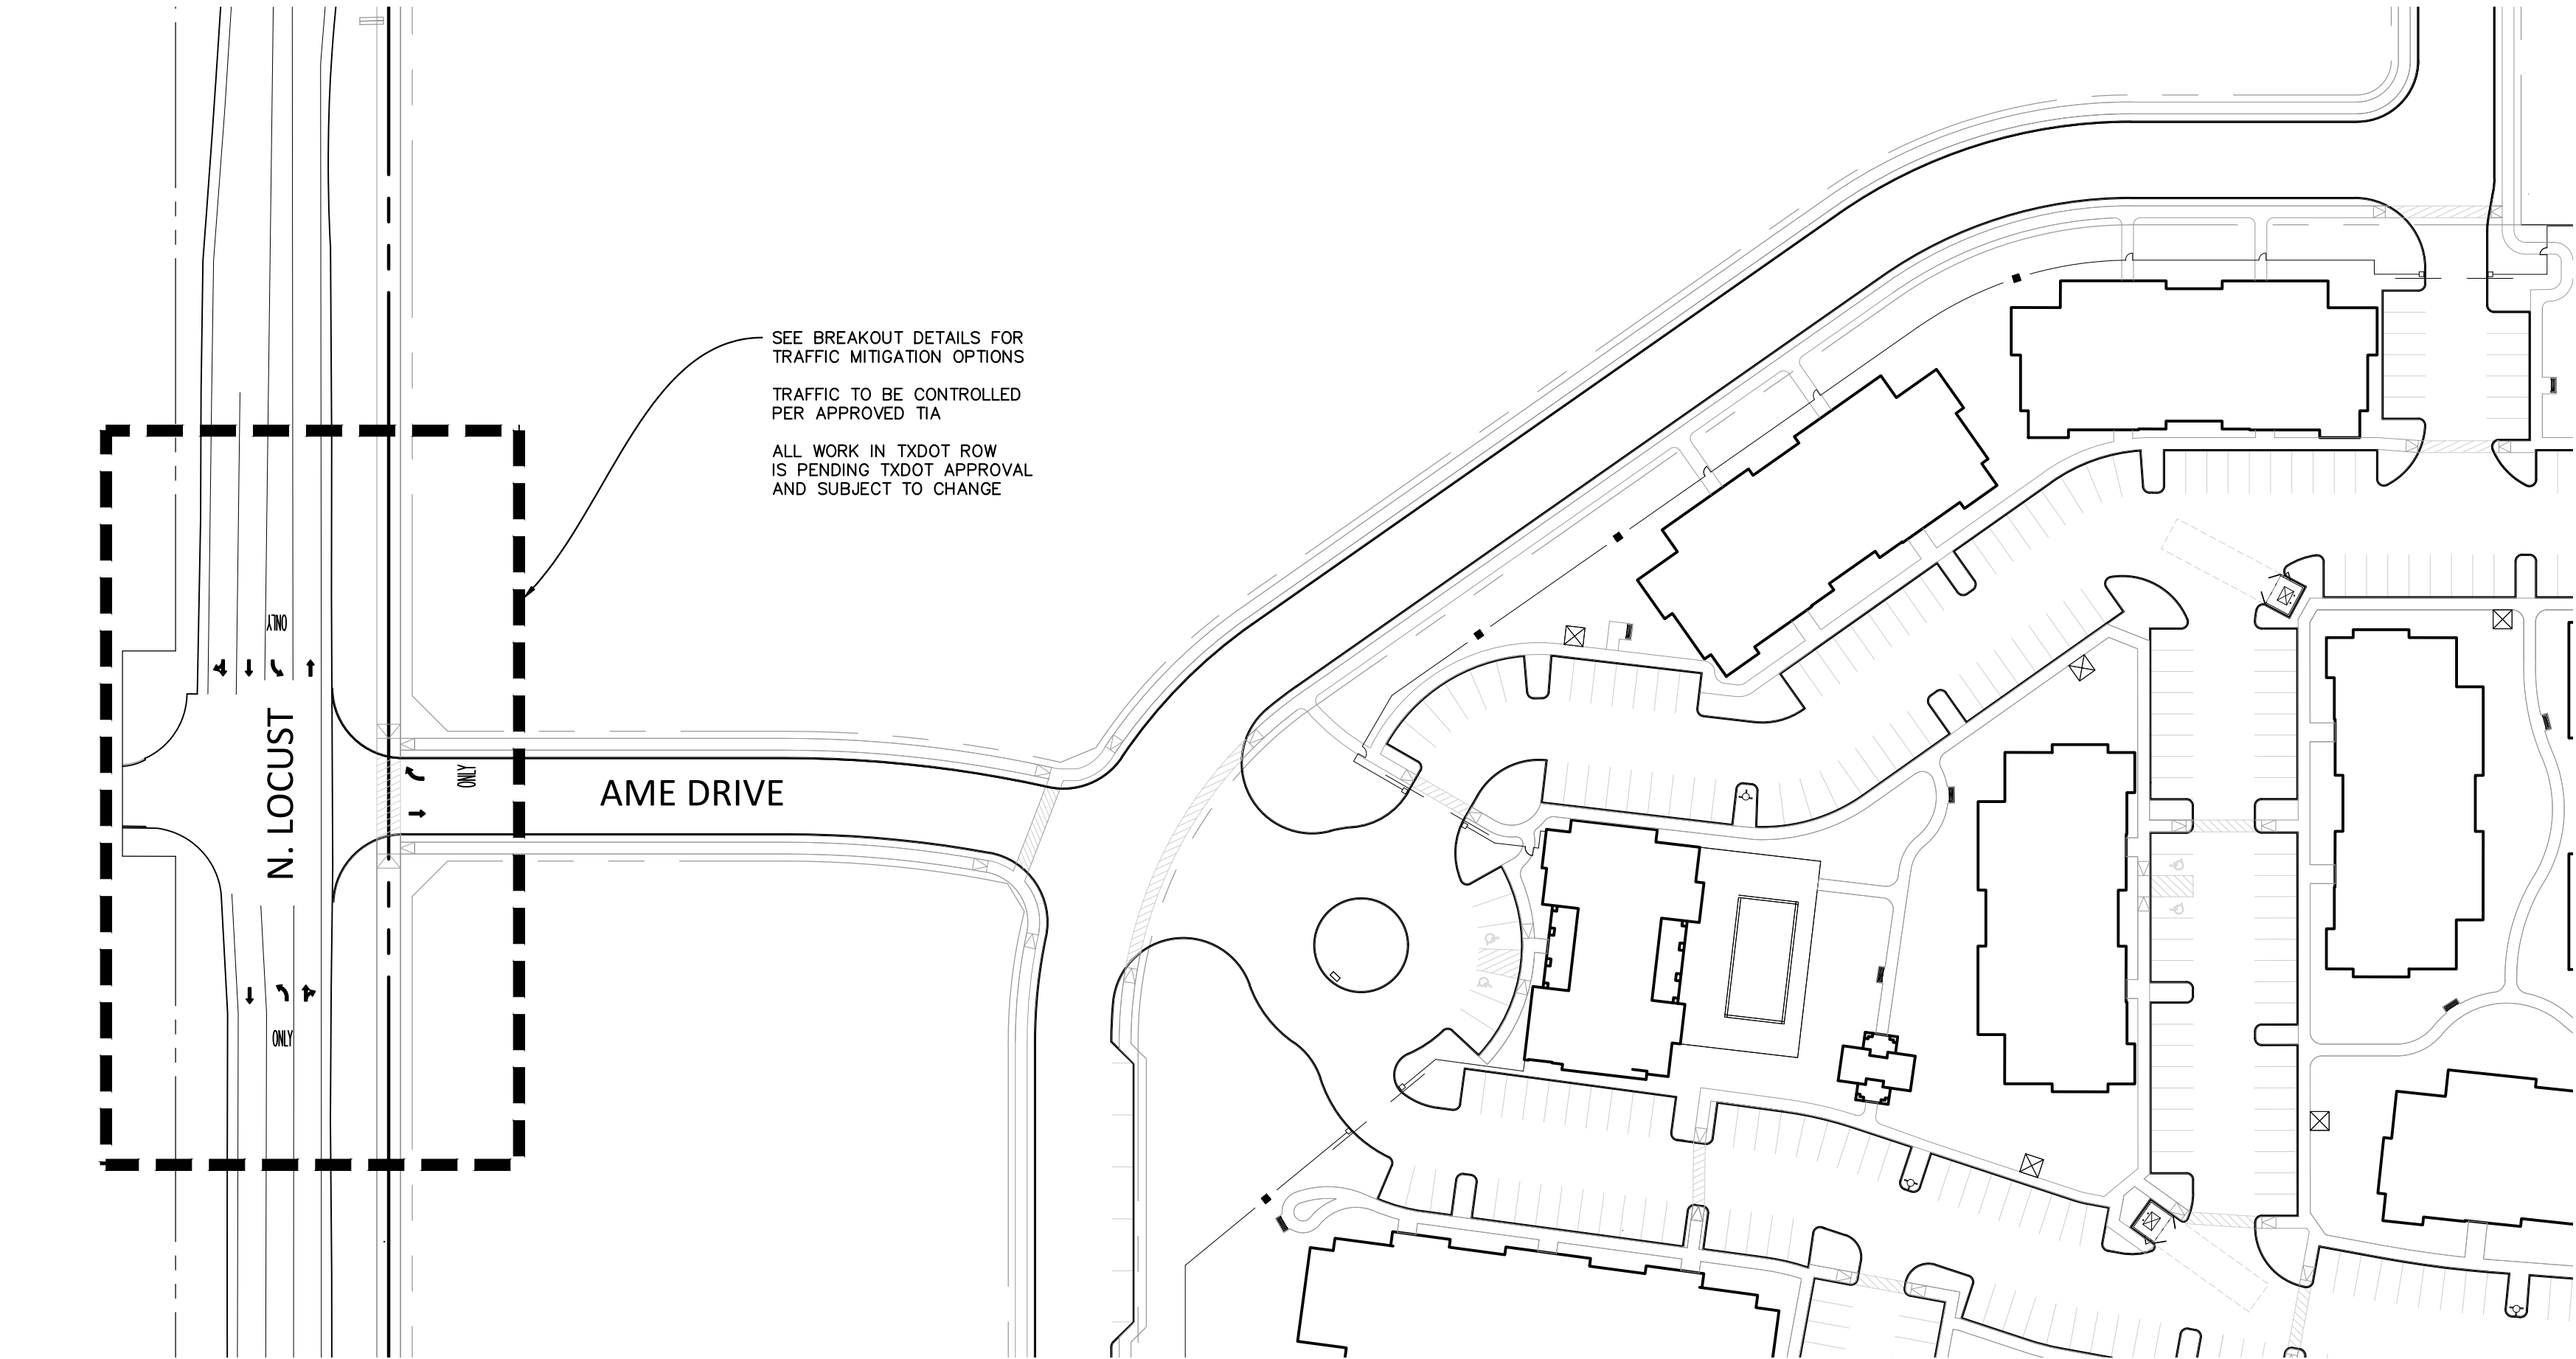 SEE BREAKOUT DETAILS FOR
TRAFFIC MITIGATION OPTIONS
TRAFFIC TO BE CONTROLLED
PER APPROVED TIA
ALL WORK IN TXDOT ROW
IS PENDING TXDOT APPROVAL
AND SUBJECT TO CHANGE
ONLY
N. LOCUST
ONLY
AME DRIVE
ONLY